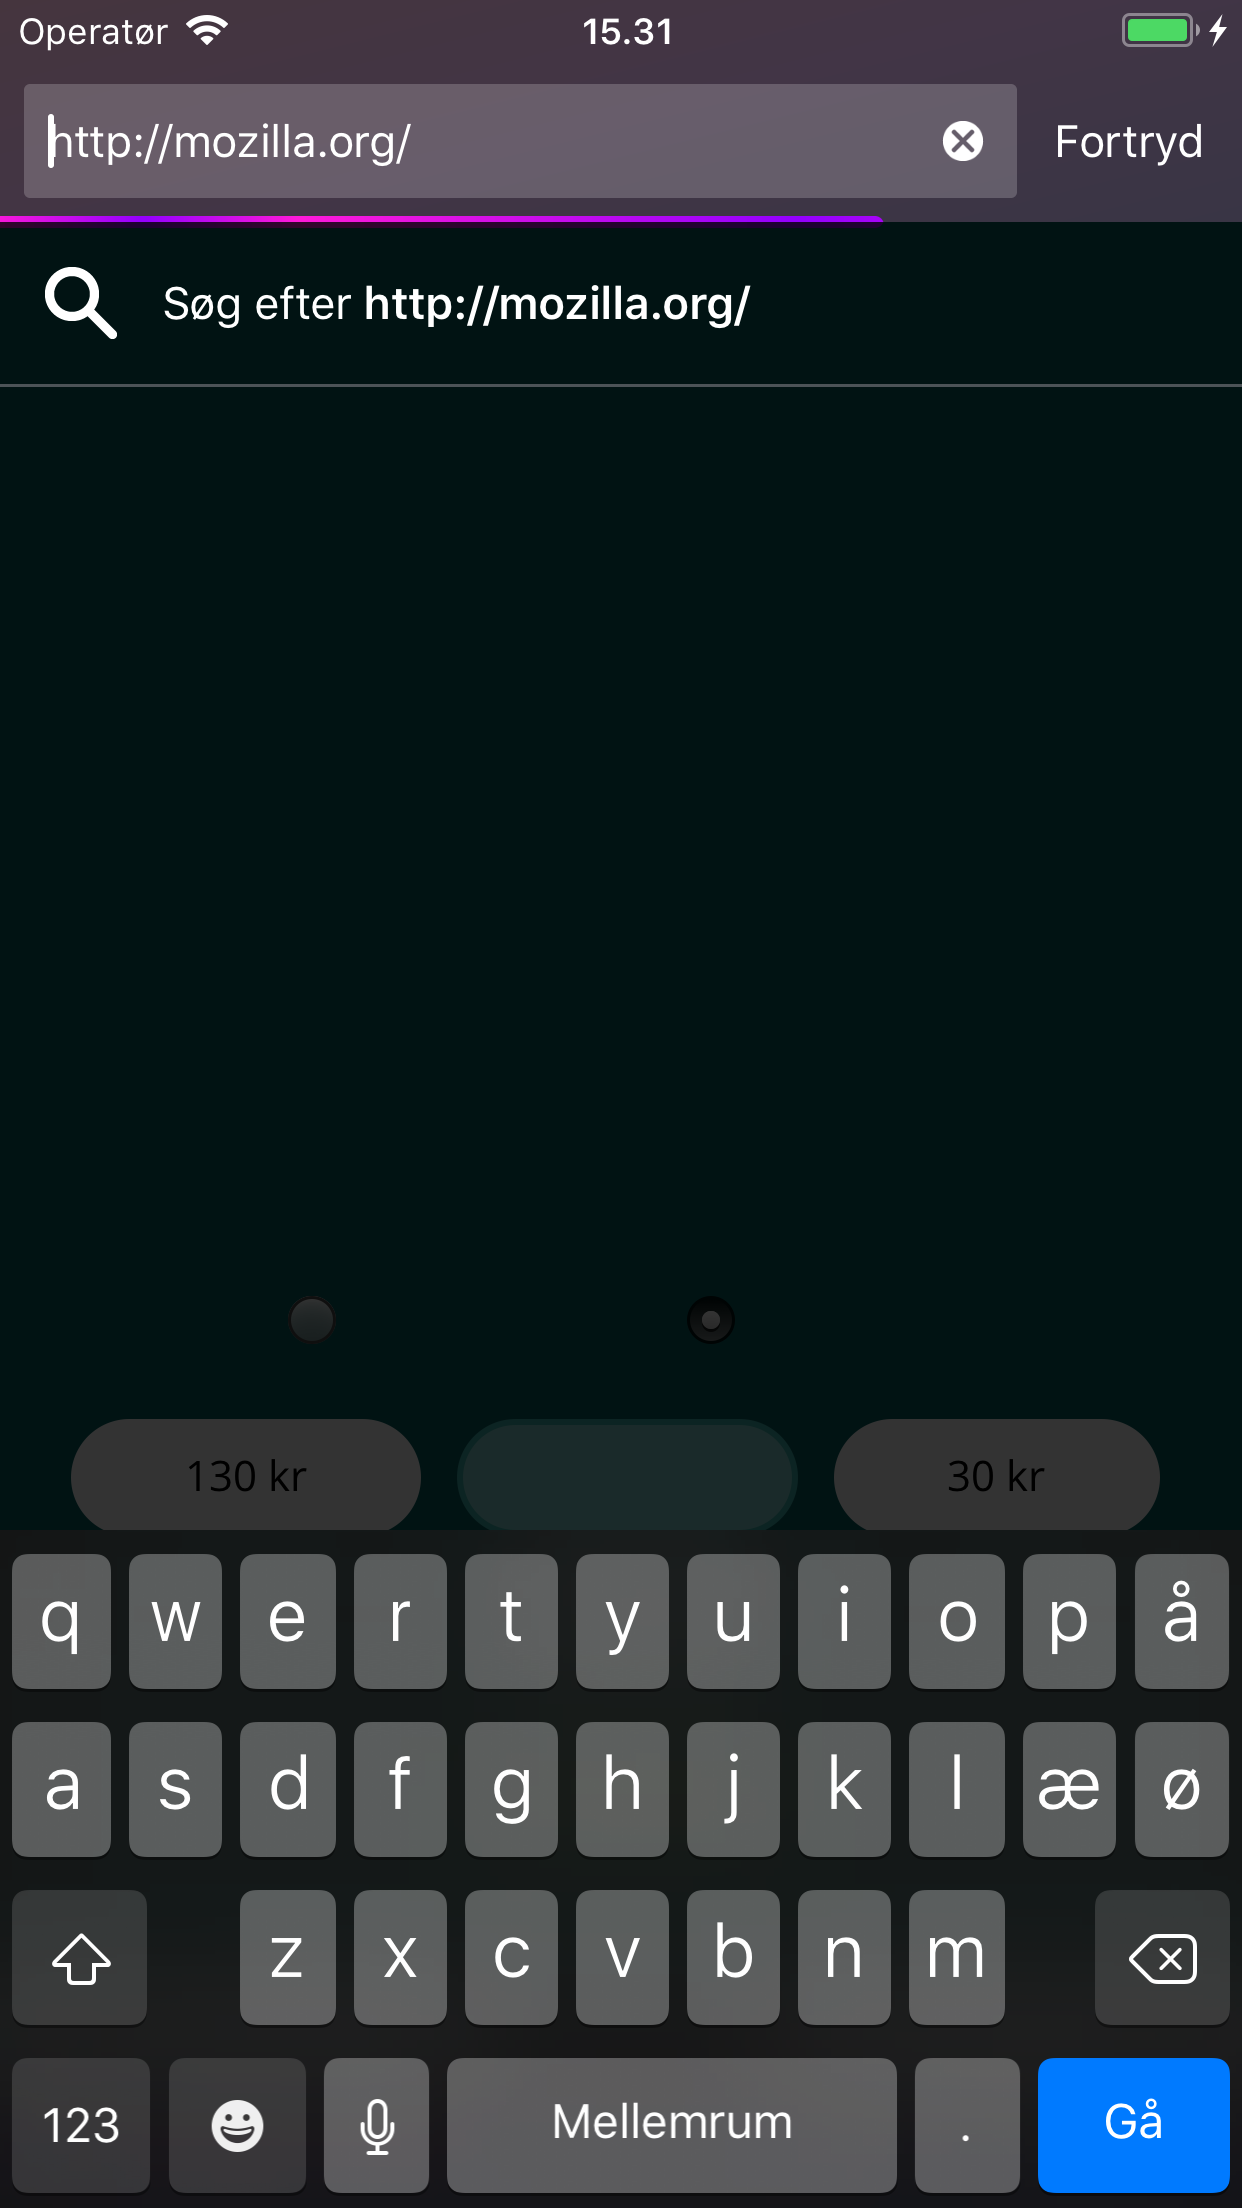 Operatør 15.31
http://mozilla.org/ Fortryd
Søg efter http://mozilla.org/
130 kr 30 kr
q w e r t y u i o p å
a s d f g h j k l æ ø
z x c v b n m
123 Mellemrum . Gå